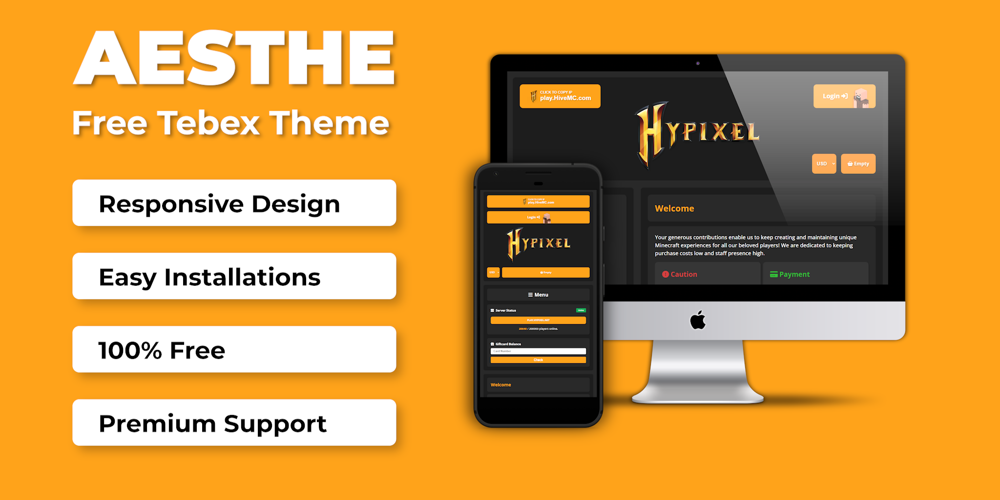 AESTHE
Free Tebex Theme
Responsive Design
Easy Installations
100% Free
Premium Support
CLICK TO COPY IP
play.HiveMC.com
Login
HYPIXEL
USD
Empty
Welcome
Your generous contributions enable us to keep creating and maintaining unique
Minecraft experiences for all our beloved players! We are dedicated to keeping
purchase costs low and staff presence high.
Caution
Payment
CLICK TO COPY IP
play.HiveMC.com
Login
HYPIXEL
USD
Empty
Menu
Server Status
Online
PLAY.HYPIXEL.NET
20640 / 200000 players online.
Giftcard Balance
Card Number
Check
Welcome